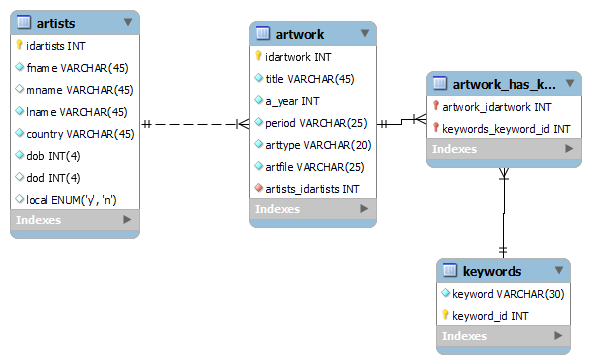 artists
idartists INT
fname VARCHAR(45)
mname VARCHAR(45)
lname VARCHAR(45)
country VARCHAR(45)
dob INT(4)
dod INT(4)
local ENUM('y', 'n')
Indexes
artwork
idartwork INT
title VARCHAR(45)
a_year INT
period VARCHAR(25)
arttype VARCHAR(20)
artfile VARCHAR(25)
artists_idartists INT
Indexes
artwork_has_k...
artwork_idartwork INT
keywords_keyword_id INT
Indexes
keywords
keyword VARCHAR(30)
keyword_id INT
Indexes